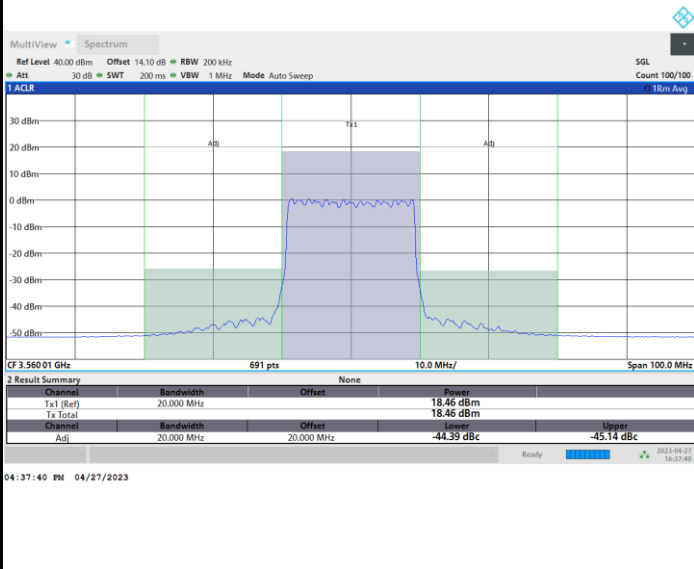 MultiView Spectrum
Ref Level 40.00 dBm Offset 14.10 dB RBW 200 kHz SGL
Att 30 dB SWT 200 ms VBW 1 MHz Mode Auto Sweep Count 100/100
1 ACLR 1Rm Avg
30 dBm
Tx1
20 dBm Adj Adj
10 dBm
0 dBm
-10 dBm
-20 dBm
-30 dBm
-40 dBm
-50 dBm
CF 3.56001 GHz 691 pts 10.0 MHz/ Span 100.0 MHz
2 Result Summary None
Channel Bandwidth Offset Power
Tx1 (Ref) 20.000 MHz 18.46 dBm
Tx Total 18.46 dBm
Channel Bandwidth Offset Lower Upper
Adj 20.000 MHz 20.000 MHz -44.39 dBc -45.14 dBc
Ready 2023-04-27
16:37:40
04:37:40 PM 04/27/2023